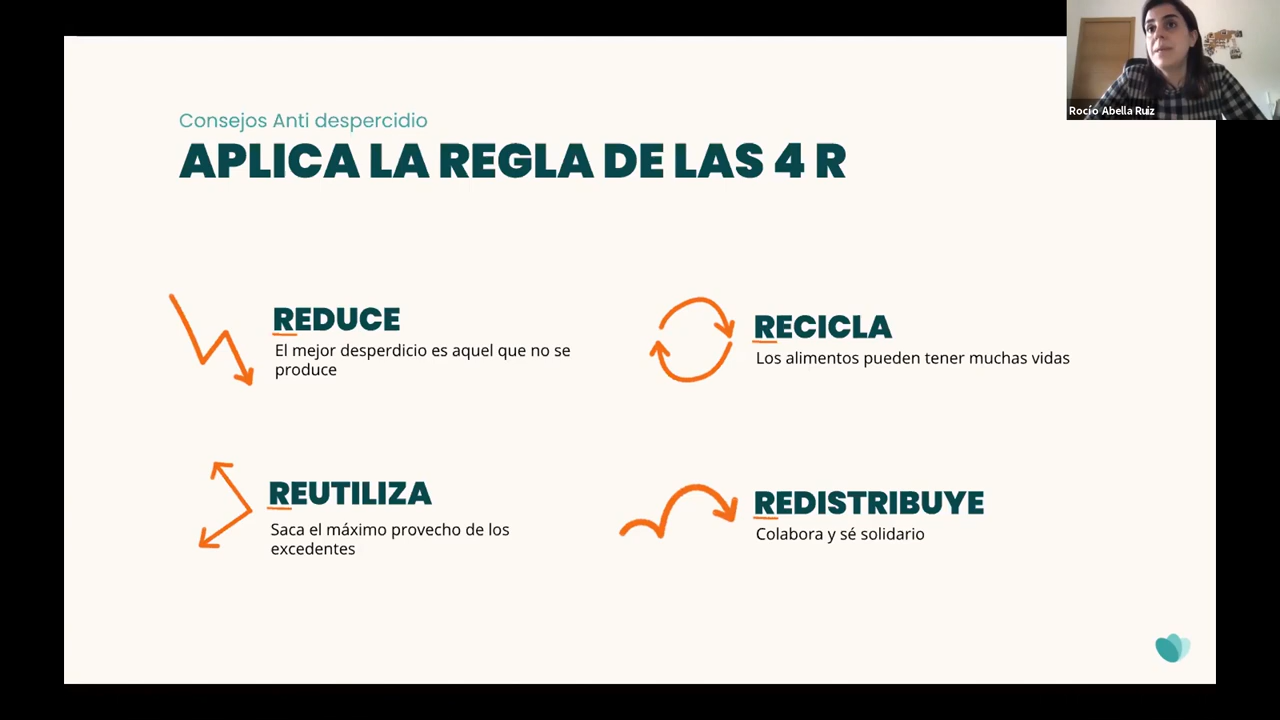 Rocío Abella Ruiz
Consejos Anti despercidio
APLICA LA REGLA DE LAS 4 R
REDUCE
El mejor desperdicio es aquel que no se
produce
RECICLA
Los alimentos pueden tener muchas vidas
REUTILIZA
Saca el máximo provecho de los
excedentes
REDISTRIBUYE
Colabora y sé solidario